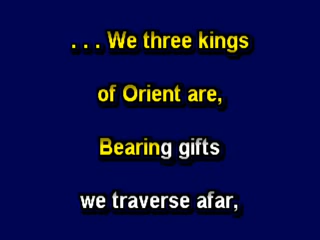 . . . We three kings
of Orient are,
Bearing gifts
we traverse afar,